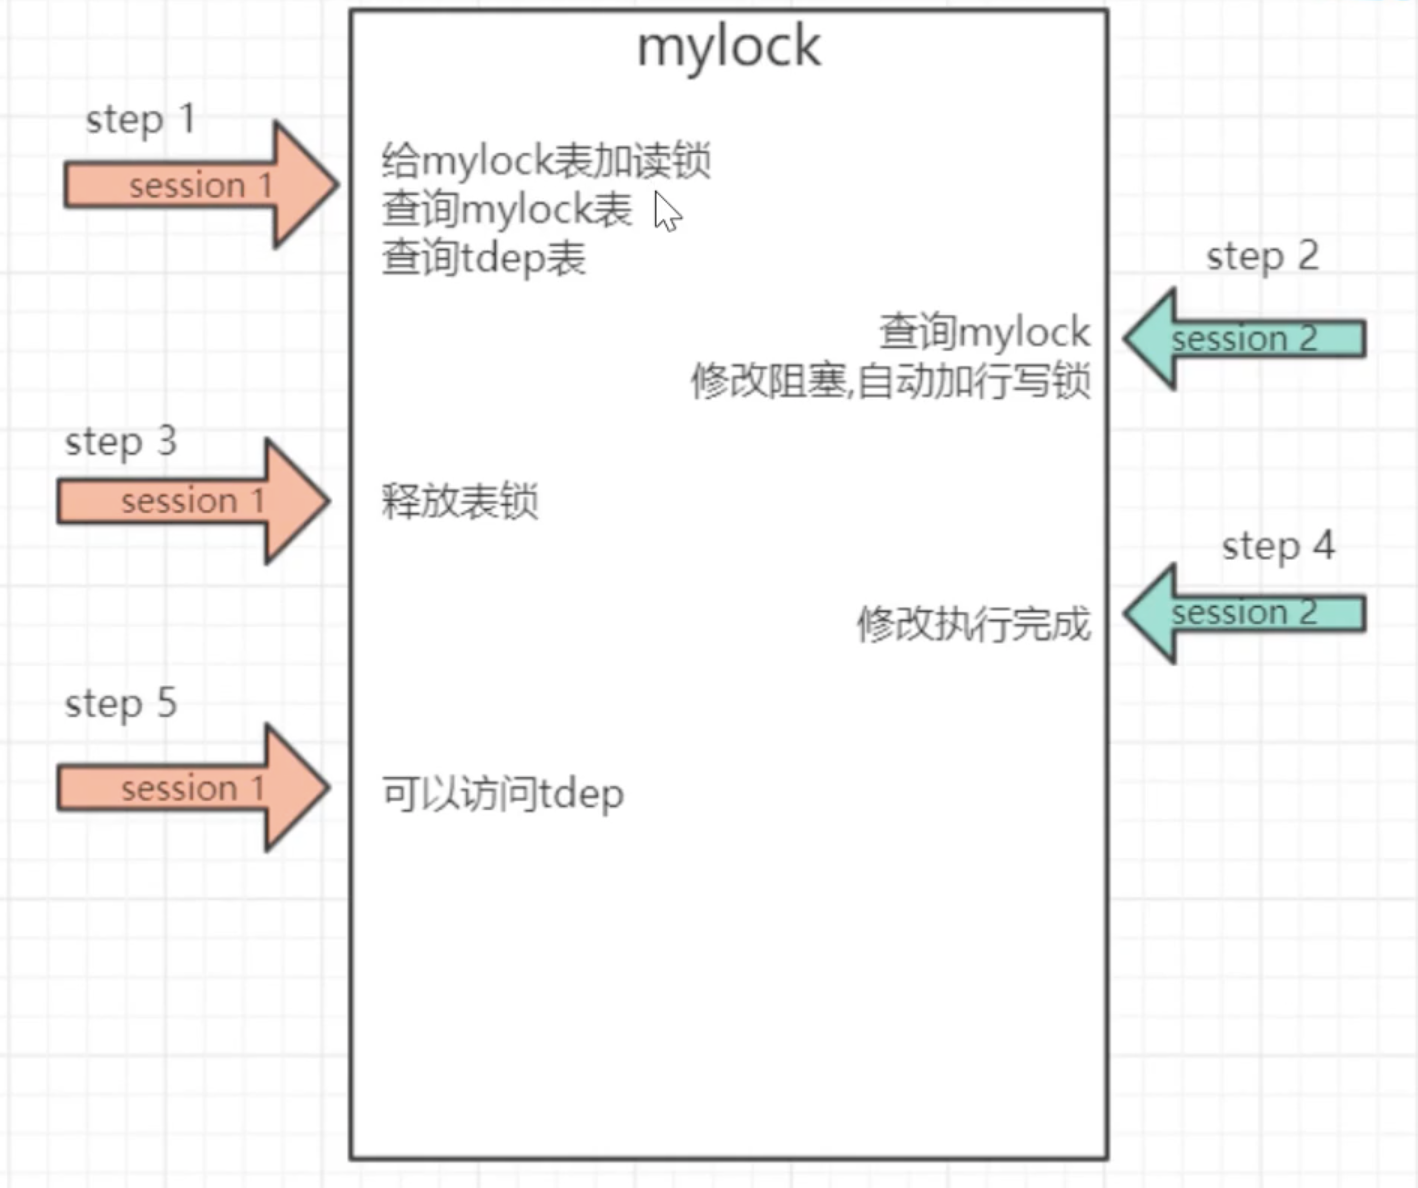 mylock
step 1
session 1
给mylock表加读锁
查询mylock表
查询tdep表
step 2
session 2
查询mylock
修改阻塞,自动加行写锁
step 3
session 1
释放表锁
step 4
session 2
修改执行完成
step 5
session 1
可以访问tdep